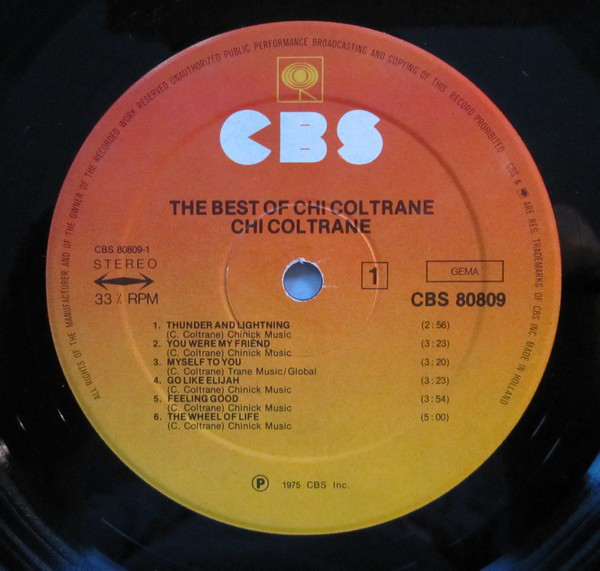 ALL RIGHTS OF THE MANUFACTURER AND OF THE OWNER OF THE RECORDED WORK RESERVED UNAUTHORIZED PUBLIC PERFORMANCE BROADCASTING AND COPYING OF THIS RECORD PROHIBITED CBS & ARE REG. TRADEMARKS OF CBS INC MADE IN HOLLAND
CBS
THE BEST OF CHI COLTRANE
CHI COLTRANE
CBS 80809-1
STEREO
33⅓ RPM
1
GEMA
CBS 80809
1. THUNDER AND LIGHTNING (2:56)
(C. Coltrane) Chinick Music
2. YOU WERE MY FRIEND (3:23)
(C. Coltrane) Chinick Music
3. MYSELF TO YOU (3:20)
(C. Coltrane) Trane Music/Global
4. GO LIKE ELIJAH (3:23)
(C. Coltrane) Chinick Music
5. FEELING GOOD (3:54)
(C. Coltrane) Chinick Music
6. THE WHEEL OF LIFE (5:00)
(C. Coltrane) Chinick Music
℗ 1975 CBS Inc.